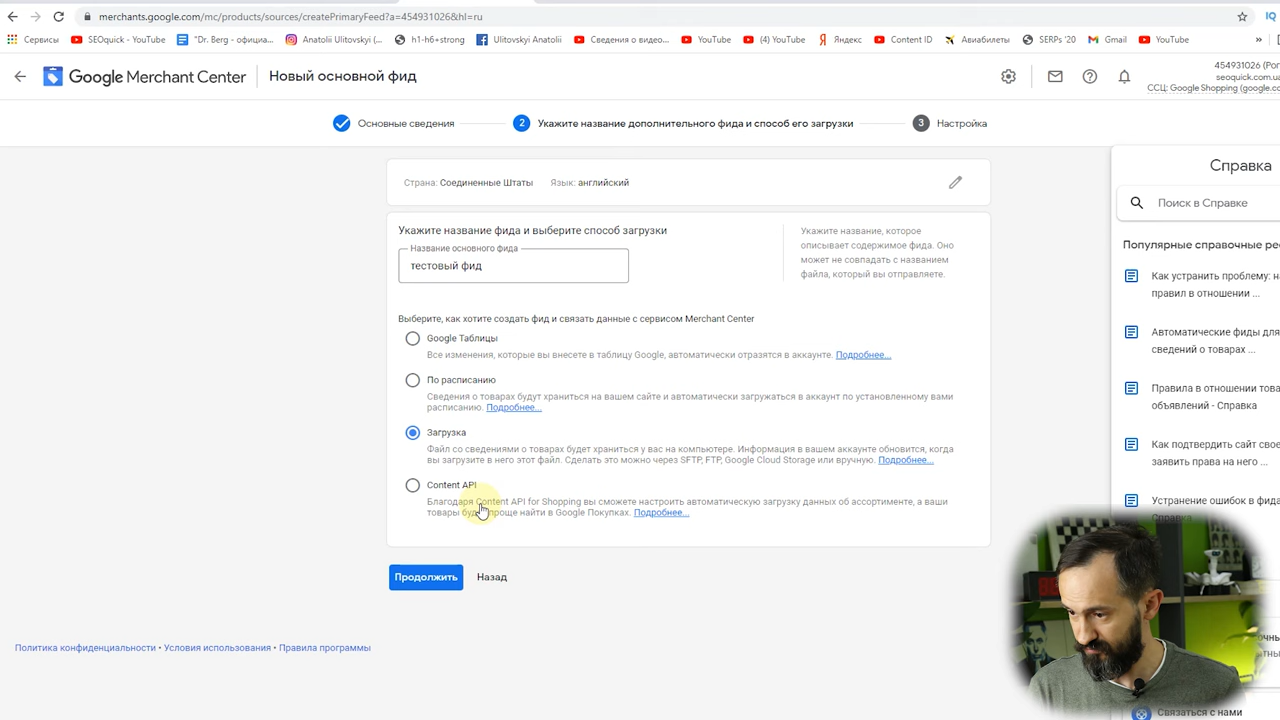 merchants.google.com/mc/products/sources/createPrimaryFeed?a=454931026&hl=ru
Сервисы
SEOquick - YouTube
"Dr. Berg - официа...
Anatolii Ulitovskyi (...
h1-h6+strong
Ulitovskyi Anatolii
Сведения о видео...
YouTube
(4) YouTube
Яндекс
Content ID
Авиабилеты
SERPs '20
Gmail
YouTube
»
Google Merchant Center
Новый основной фид
454931026 (Por
seoquick.com.ua
ССЦ: Google Shopping (google.co
Основные сведения
2 Укажите название дополнительного фида и способ его загрузки
3 Настройка
Страна: Соединенные Штаты Язык: английский
Укажите название фида и выберите способ загрузки
Название основного фида
тестовый фид
Укажите название, которое
описывает содержимое фида. Оно
может не совпадать с названием
файла, который вы отправляете.
Выберите, как хотите создать фид и связать данные с сервисом Merchant Center
Google Таблицы
Все изменения, которые вы внесете в таблицу Google, автоматически отразятся в аккаунте. Подробнее...
По расписанию
Сведения о товарах будут храниться на вашем сайте и автоматически загружаться в аккаунт по установленному вами
расписанию. Подробнее...
Загрузка
Файл со сведениями о товарах будет храниться у вас на компьютере. Информация в вашем аккаунте обновится, когда
вы загрузите в него этот файл. Сделать это можно через SFTP, FTP, Google Cloud Storage или вручную. Подробнее...
Content API
Благодаря Content API for Shopping вы сможете настроить автоматическую загрузку данных об ассортименте, а ваши
товары будет проще найти в Google Покупках. Подробнее...
Продолжить
Назад
Политика конфиденциальности • Условия использования • Правила программы
Справка
Поиск в Справке
Популярные справочные ре
Как устранить проблему: на
правил в отношении ...
Автоматические фиды для
сведений о товарах ...
Правила в отношении това
объявлений - Справка
Как подтвердить сайт свое
заявить права на него ...
Устранение ошибок в фида
Справка
Связаться с нами